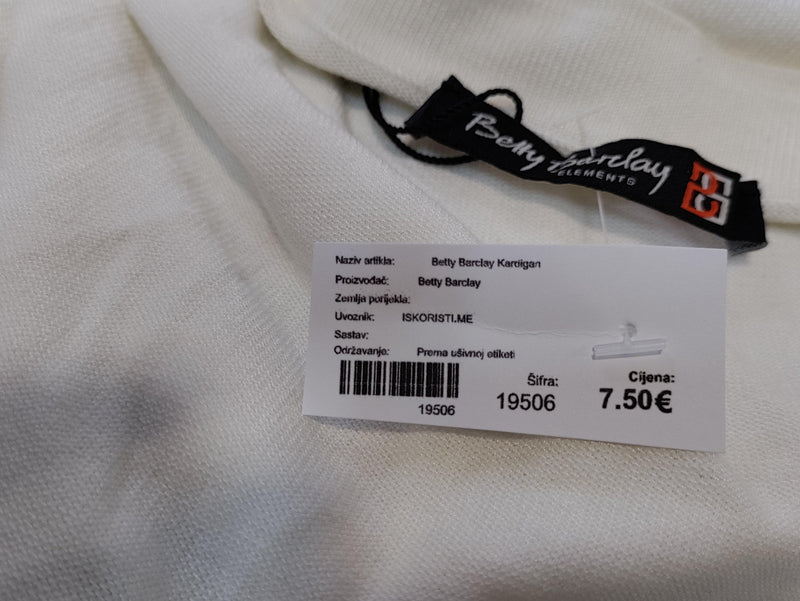 Betty Barclay
ELEMENTS
Naziv artikla: Betty Barclay Kardigan
Proizvođač: Betty Barclay
Zemlja porijekla:
Uvoznik: ISKORISTI.ME
Sastav:
Održavanje: Prema ušivnoj etiketi
19506
Šifra:
19506
Cijena:
7.50€